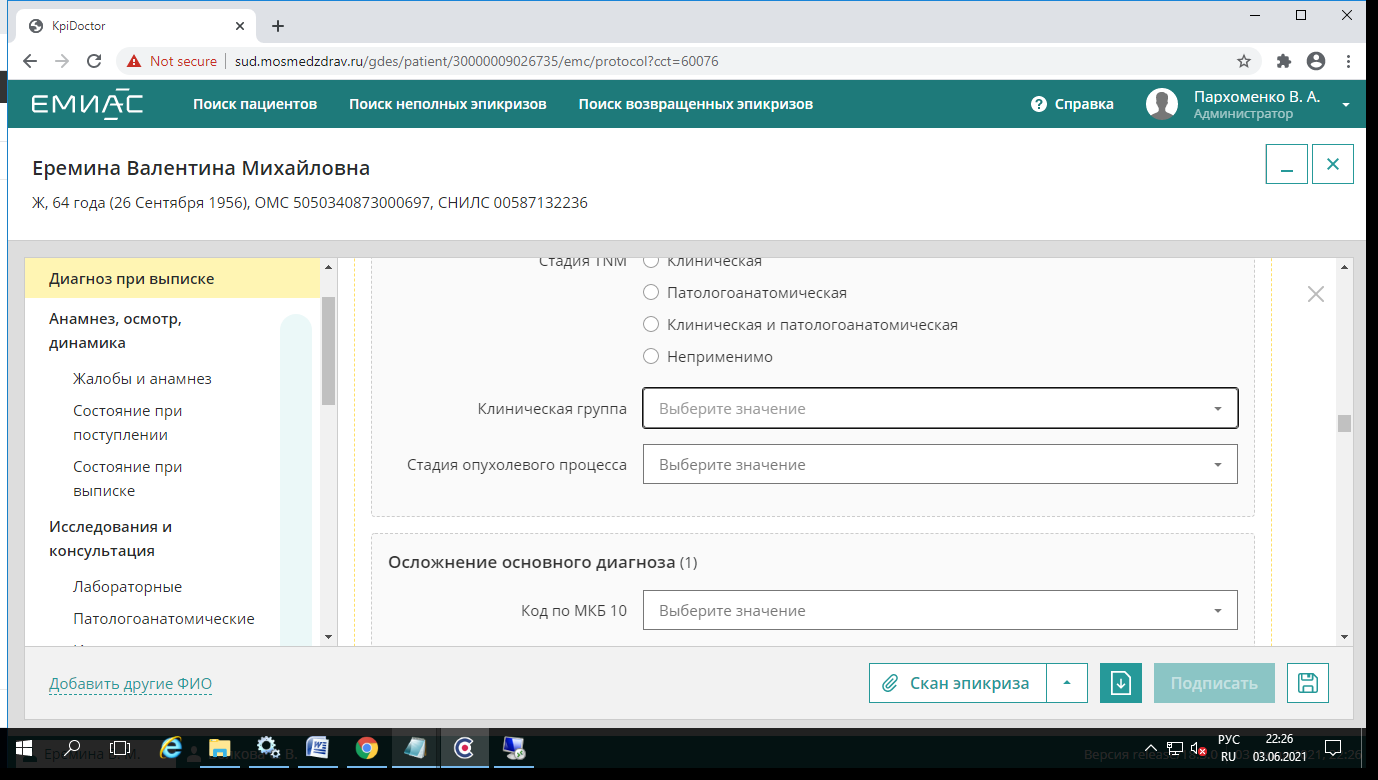 KpiDoctor
Not secure
sud.mosmedzdrav.ru/gdes/patient/30000009026735/emc/protocol?cct=60076
ЕМИАС
Поиск пациентов
Поиск неполных эпикризов
Поиск возвращенных эпикризов
Справка
Пархоменко В. А.
Администратор
Еремина Валентина Михайловна
Ж, 64 года (26 Сентября 1956), ОМС 5050340873000697, СНИЛС 00587132236
Диагноз при выписке
Анамнез, осмотр,
динамика
Жалобы и анамнез
Состояние при
поступлении
Состояние при
выписке
Исследования и
консультация
Лабораторные
Патологоанатомические
Стадия TNM
Клиническая
Патологоанатомическая
Клиническая и патологоанатомическая
Неприменимо
Клиническая группа
Выберите значение
Стадия опухолевого процесса
Выберите значение
Осложнение основного диагноза (1)
Код по МКБ 10
Выберите значение
Добавить другие ФИО
Скан эпикриза
Подписать
РУС
RU
22:26
03.06.2021